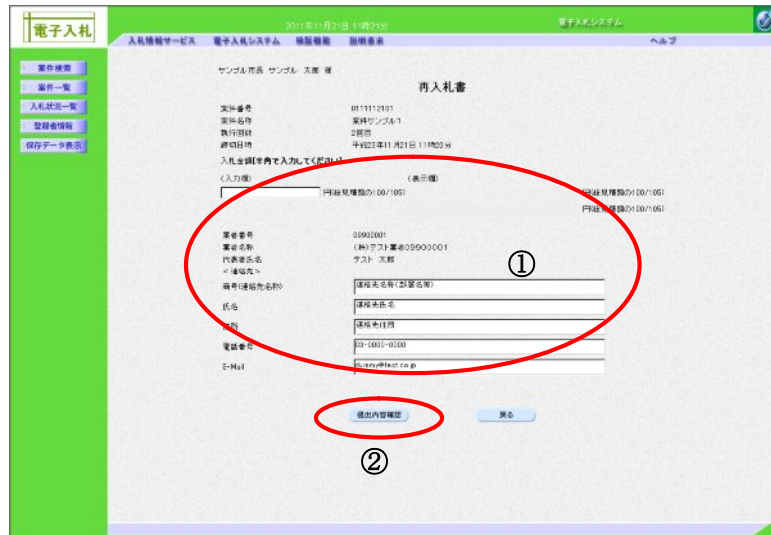 電子入札
2011年11月21日 11時21分
電子入札システム
入札情報サービス 電子入札システム 検証機能 説明要求 ヘルプ
案件検索
案件一覧
入札状況一覧
登録者情報
保存データ表示
サンプル市長 サンプル 太郎 様
再入札書
案件番号 0111112101
案件名称 案件サンプル1
執行回数 2回目
締切日時 平成23年11月21日 11時20分
入札金額[半角で入力してください]
(入力欄) (表示欄)
円(総見積額の100/105) 円(総見積額の100/105)
円(総見積額の100/105)
業者番号 09900001
業者名称 (株)テスト業者09900001
代表者氏名 テスト 太郎
<連絡先>
商号(連絡先名称) 連絡先名称(部署名等)
氏名 連絡先氏名
住所 連絡先住所
電話番号 03-0000-0000
E-Mail dummy@test.co.jp
①
提出内容確認 戻る
②